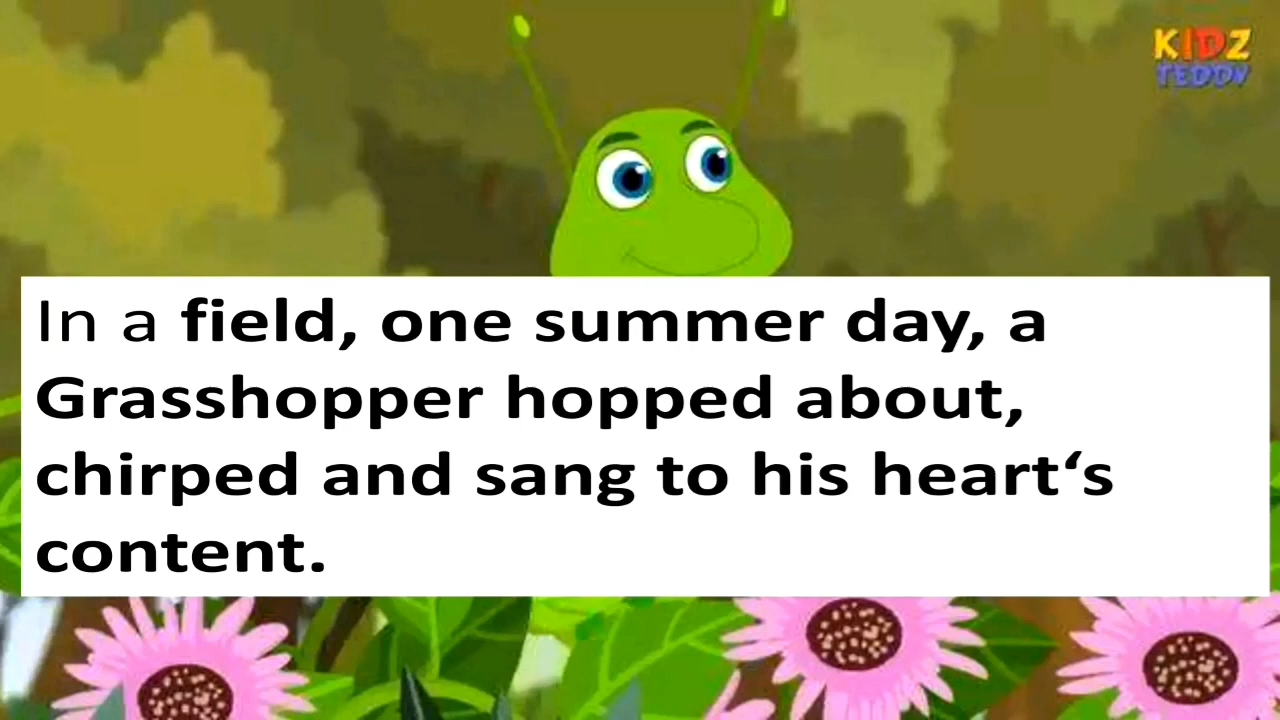 KIDZ
TEDDY
In a field, one summer day, a
Grasshopper hopped about,
chirped and sang to his heart‘s
content.